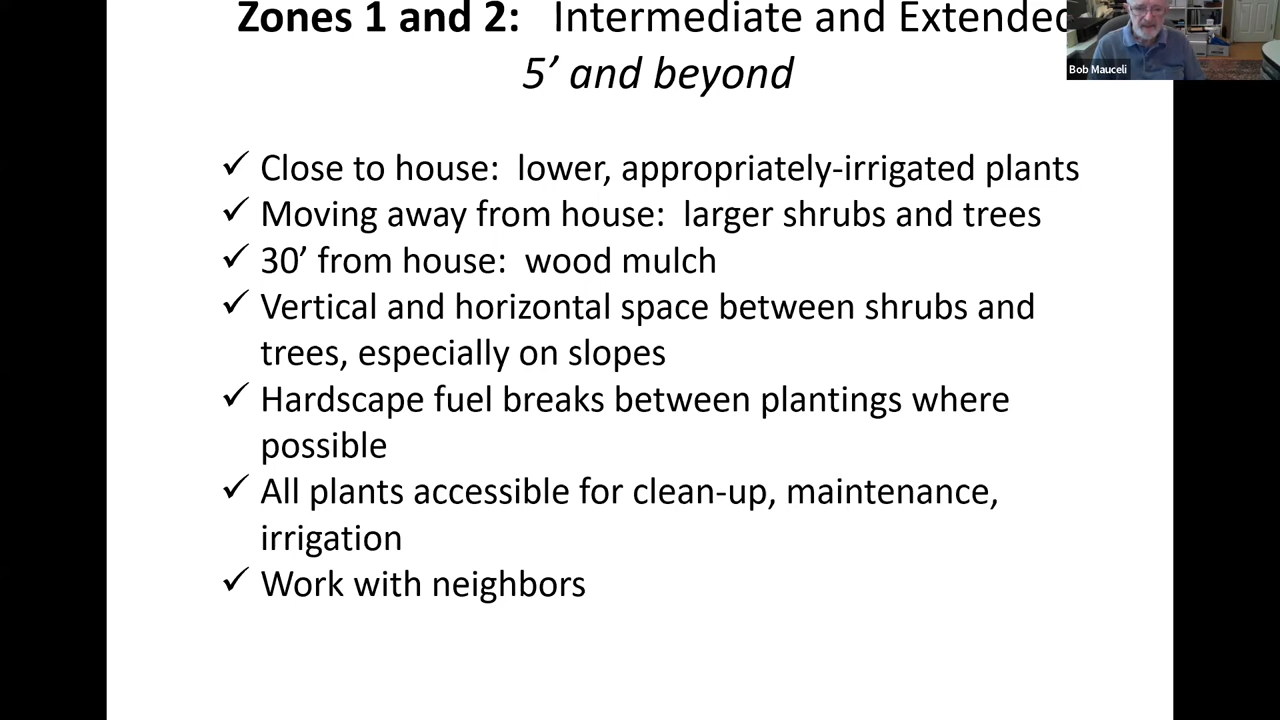 Zones 1 and 2: Intermediate and Extended
5’ and beyond
Bob Mauceli
✓ Close to house: lower, appropriately-irrigated plants
✓ Moving away from house: larger shrubs and trees
✓ 30’ from house: wood mulch
✓ Vertical and horizontal space between shrubs and
trees, especially on slopes
✓ Hardscape fuel breaks between plantings where
possible
✓ All plants accessible for clean-up, maintenance,
irrigation
✓ Work with neighbors